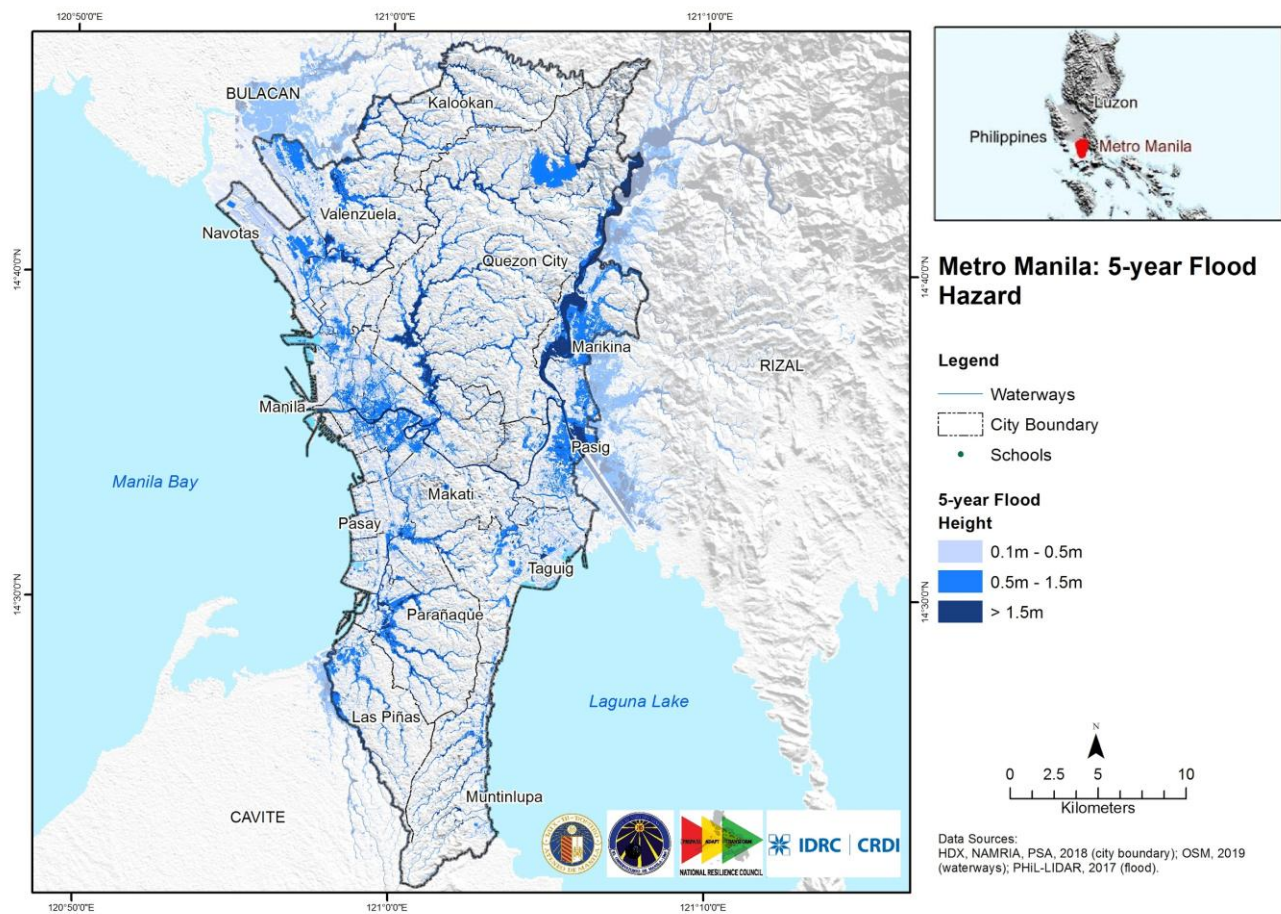 120°50'0"E
121°0'0"E
121°10'0"E
BULACAN
Kalookan
Valenzuela
Navotas
Quezon City
14°40'0"N
14°40'0"N
Marikina
RIZAL
Manila
Pasig
Manila Bay
Makati
Pasay
Taguig
14°30'0"N
14°30'0"N
Parañaque
Laguna Lake
Las Piñas
Muntinlupa
CAVITE
NATIONAL RESILIENCE COUNCIL
IDRC | CRDI
120°50'0"E
121°0'0"E
121°10'0"E
Luzon
Philippines
Metro Manila
Metro Manila: 5-year Flood
Hazard
Legend
Waterways
City Boundary
Schools
5-year Flood
Height
0.1m - 0.5m
0.5m - 1.5m
> 1.5m
N
0 2.5 5 10
Kilometers
Data Sources:
HDX, NAMRIA, PSA, 2018 (city boundary); OSM, 2019
(waterways); PHiL-LIDAR, 2017 (flood).